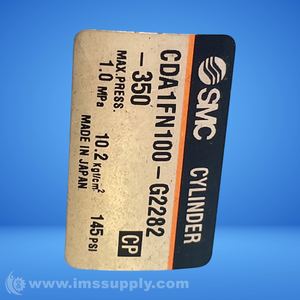 SMC CYLINDER
CDA1FN100-G2282
-350
MAX.PRESS.
1.0 MPa 10.2 Kgf/cm² 145 PSI
MADE IN JAPAN CP
© www.imssupply.com